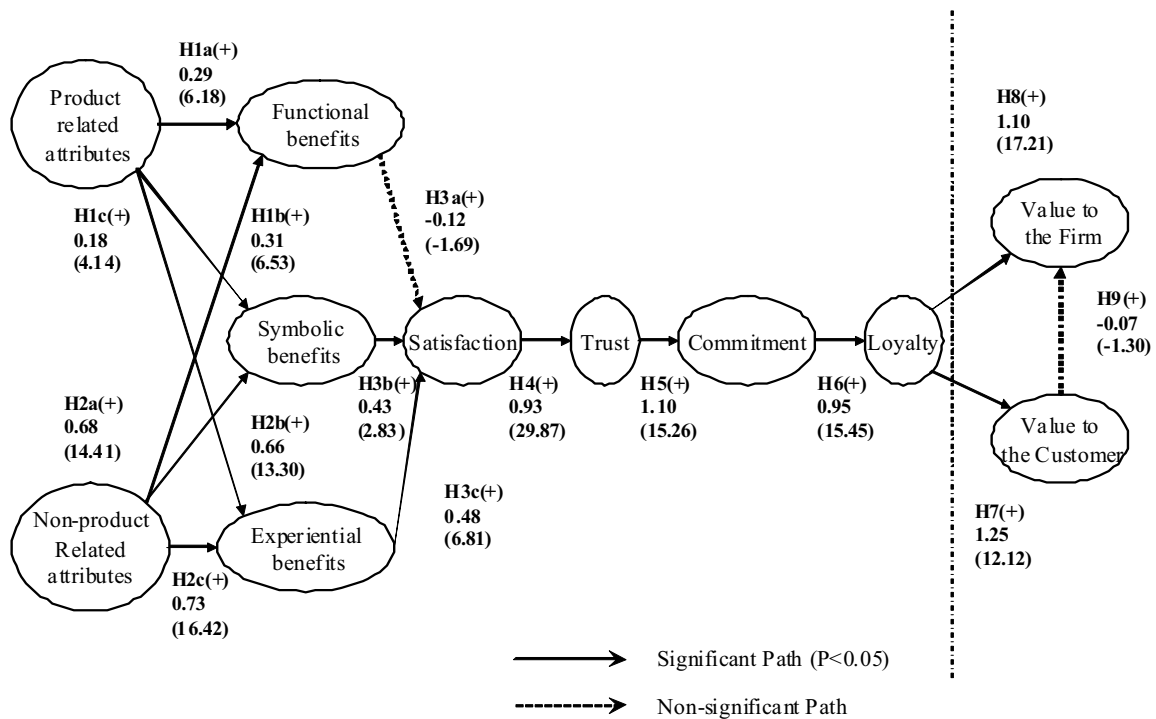 H1a(+)
0.29
(6.18)
Product
related
attributes
Functional
benefits
H8(+)
1.10
(17.21)
H1c(+)
0.18
(4.14)
H1b(+)
0.31
(6.53)
H3a(+)
-0.12
(-1.69)
Value to
the Firm
Symbolic
benefits
Satisfaction
Trust
Commitment
Loyalty
H9(+)
-0.07
(-1.30)
H2a(+)
0.68
(14.41)
H2b(+)
0.66
(13.30)
H3b(+)
0.43
(2.83)
H4(+)
0.93
(29.87)
H5(+)
1.10
(15.26)
H6(+)
0.95
(15.45)
Value to
the Customer
Non-product
Related
attributes
Experiential
benefits
H3c(+)
0.48
(6.81)
H7(+)
1.25
(12.12)
H2c(+)
0.73
(16.42)
Significant Path (P<0.05)
Non-significant Path